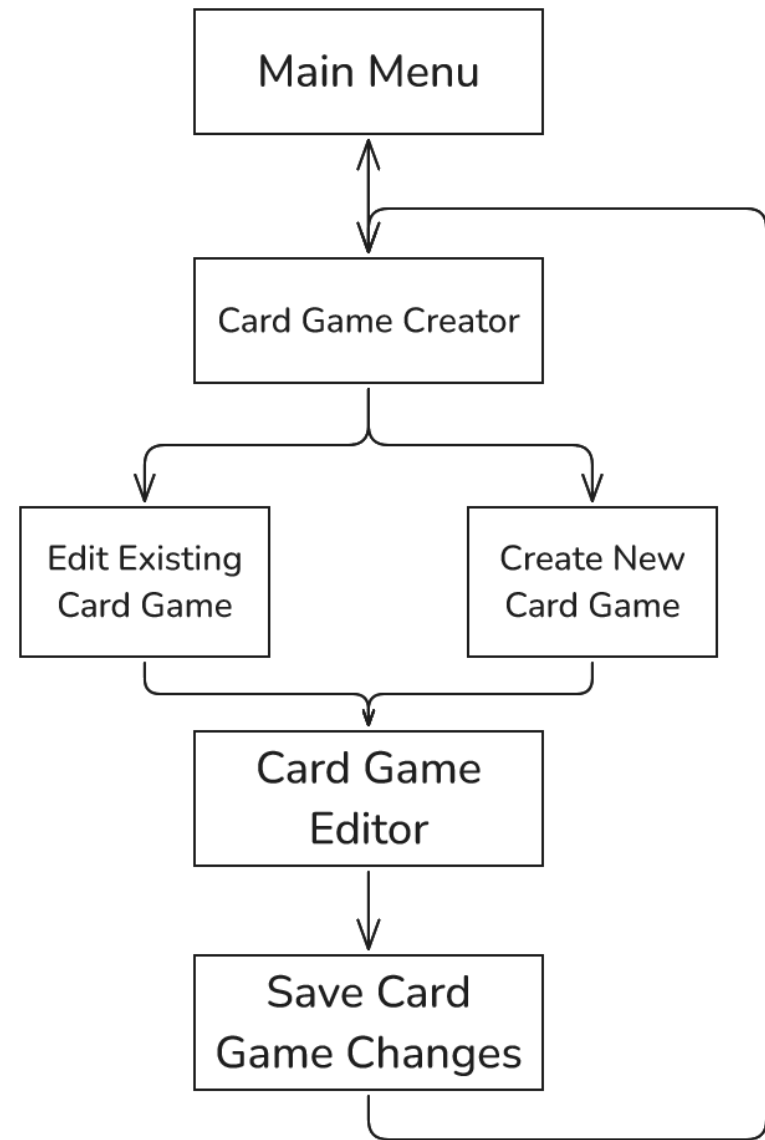 Main Menu
Card Game Creator
Edit Existing
Card Game
Create New
Card Game
Card Game
Editor
Save Card
Game Changes